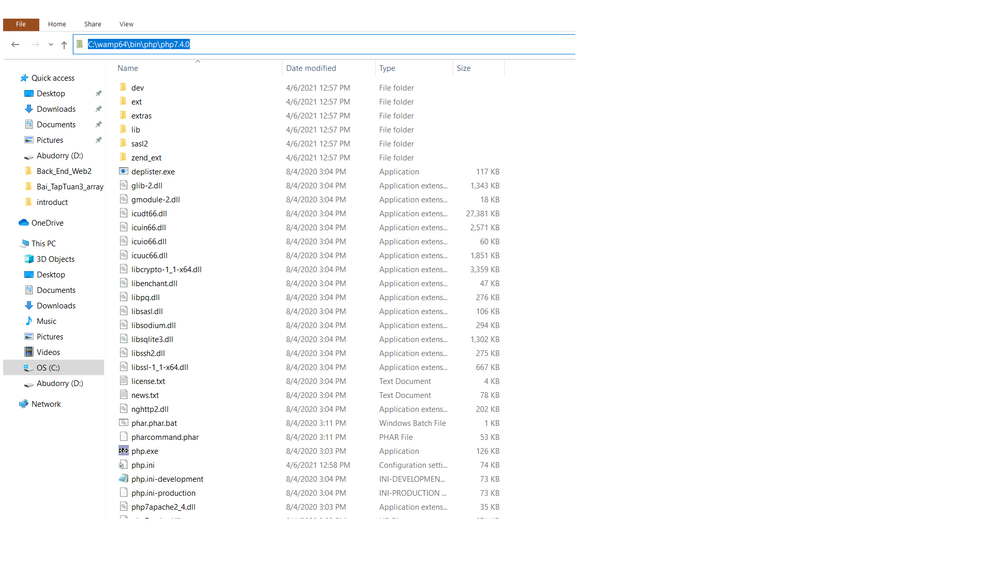 File Home Share View
C:\wamp64\bin\php\php7.4.0
Name Date modified Type Size
Quick access
Desktop
Downloads
Documents
Pictures
Abudorry (D:)
Back_End_Web2
Bai_TapTuan3_array
introduct
OneDrive
This PC
3D Objects
Desktop
Documents
Downloads
Music
Pictures
Videos
OS (C:)
Abudorry (D:)
Network
dev 4/6/2021 12:57 PM File folder
ext 4/6/2021 12:57 PM File folder
extras 4/6/2021 12:57 PM File folder
lib 4/6/2021 12:57 PM File folder
sasl2 4/6/2021 12:57 PM File folder
zend_ext 4/6/2021 12:57 PM File folder
deplister.exe 8/4/2020 3:04 PM Application 117 KB
glib-2.dll 8/4/2020 3:04 PM Application extens... 1,343 KB
gmodule-2.dll 8/4/2020 3:04 PM Application extens... 18 KB
icudt66.dll 8/4/2020 3:04 PM Application extens... 27,381 KB
icuin66.dll 8/4/2020 3:04 PM Application extens... 2,571 KB
icuio66.dll 8/4/2020 3:04 PM Application extens... 60 KB
icuuc66.dll 8/4/2020 3:04 PM Application extens... 1,851 KB
libcrypto-1_1-x64.dll 8/4/2020 3:04 PM Application extens... 3,359 KB
libenchant.dll 8/4/2020 3:04 PM Application extens... 47 KB
libpq.dll 8/4/2020 3:04 PM Application extens... 276 KB
libsasl.dll 8/4/2020 3:04 PM Application extens... 106 KB
libsodium.dll 8/4/2020 3:04 PM Application extens... 294 KB
libsqlite3.dll 8/4/2020 3:04 PM Application extens... 1,302 KB
libssh2.dll 8/4/2020 3:04 PM Application extens... 275 KB
libssl-1_1-x64.dll 8/4/2020 3:04 PM Application extens... 667 KB
license.txt 8/4/2020 3:04 PM Text Document 4 KB
news.txt 8/4/2020 3:04 PM Text Document 78 KB
nghttp2.dll 8/4/2020 3:04 PM Application extens... 202 KB
phar.phar.bat 8/4/2020 3:11 PM Windows Batch File 1 KB
pharcommand.phar 8/4/2020 3:11 PM PHAR File 53 KB
php php.exe 8/4/2020 3:03 PM Application 126 KB
php.ini 4/6/2021 12:58 PM Configuration setti... 74 KB
php.ini-development 8/4/2020 3:04 PM INI-DEVELOPMEN... 73 KB
php.ini-production 8/4/2020 3:04 PM INI-PRODUCTION ... 73 KB
php7apache2_4.dll 8/4/2020 3:03 PM Application extens... 35 KB